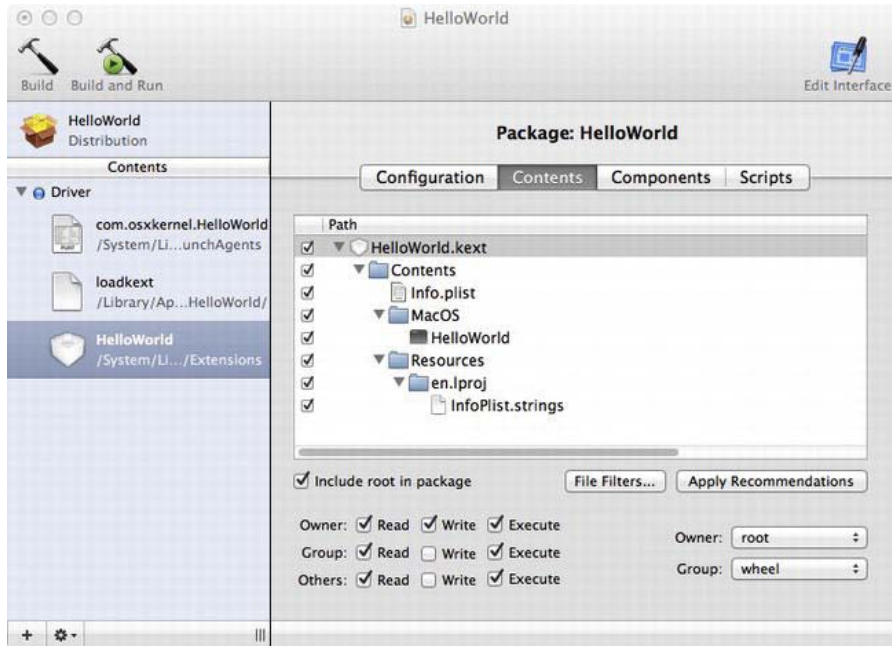 HelloWorld
Build
Build and Run
Edit Interface
HelloWorld
Distribution
Contents
Driver
com.osxkernel.HelloWorld
/System/Li...unchAgents
loadkext
/Library/Ap...HelloWorld/
HelloWorld
/System/Li.../Extensions
Package: HelloWorld
Configuration
Contents
Components
Scripts
Path
HelloWorld.kext
Contents
Info.plist
MacOS
HelloWorld
Resources
en.lproj
InfoPlist.strings
Include root in package
File Filters...
Apply Recommendations
Owner: Read Write Execute
Group: Read Write Execute
Others: Read Write Execute
Owner: root
Group: wheel